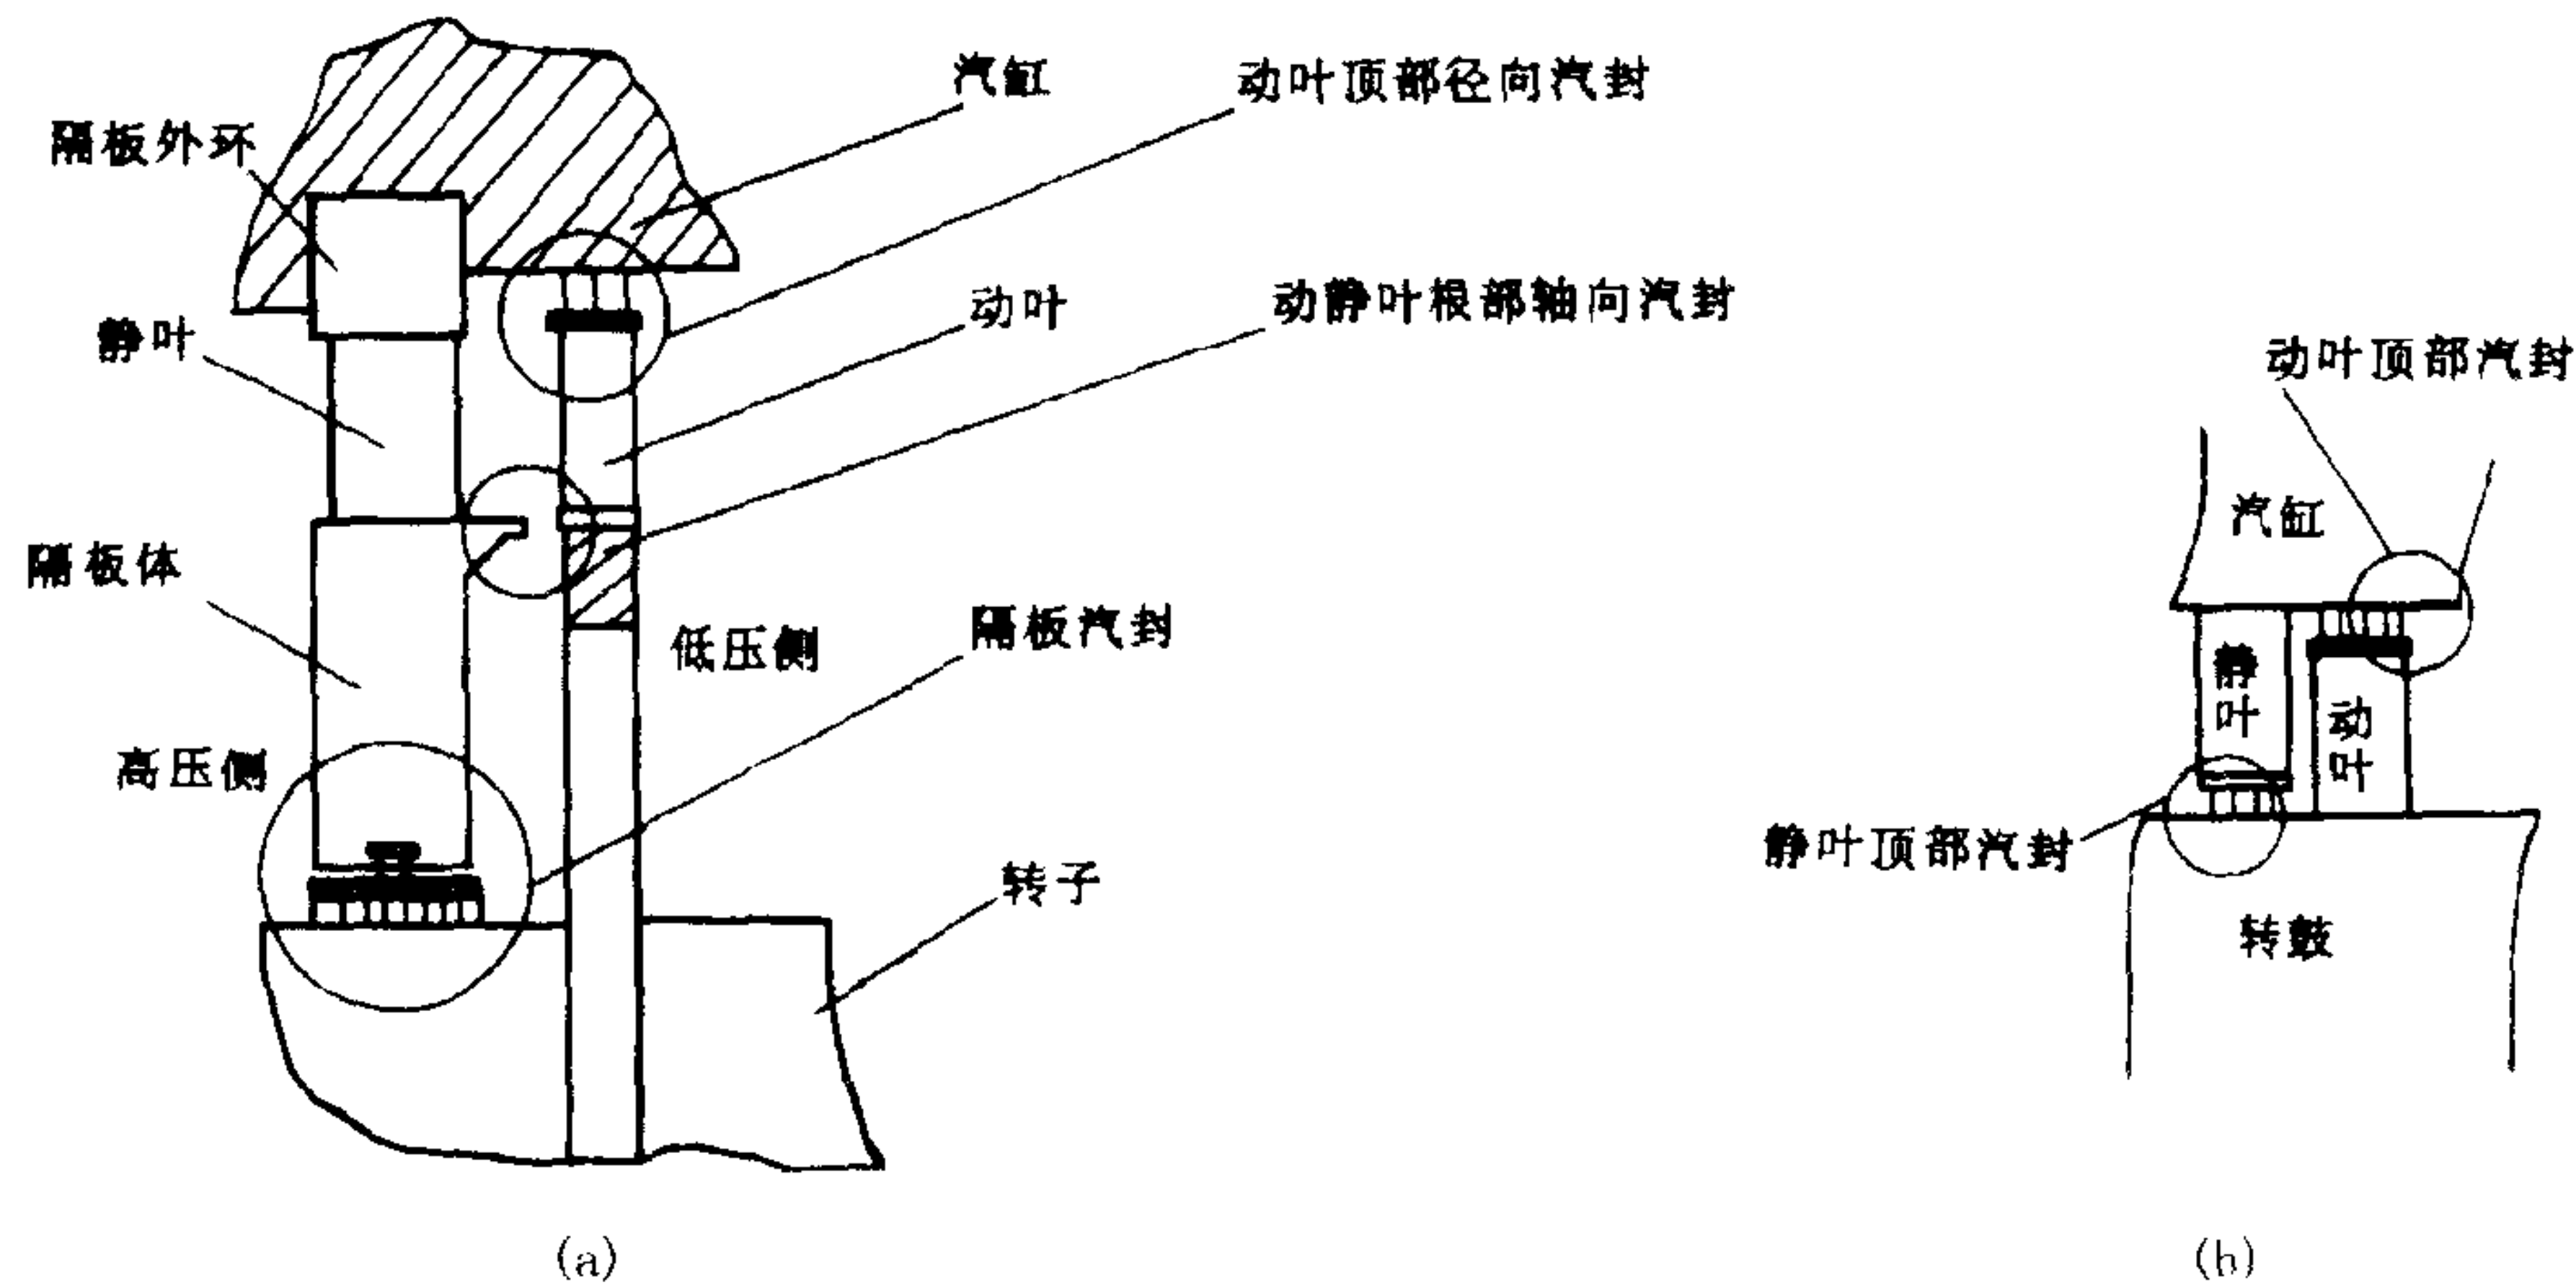 汽缸
动叶顶部径向汽封
隔板外环
静叶
动叶
动静叶根部轴向汽封
隔板体
低压侧
隔板汽封
高压侧
转子
(a)
动叶顶部汽封
汽缸
静叶
动叶
静叶顶部汽封
转鼓
(b)